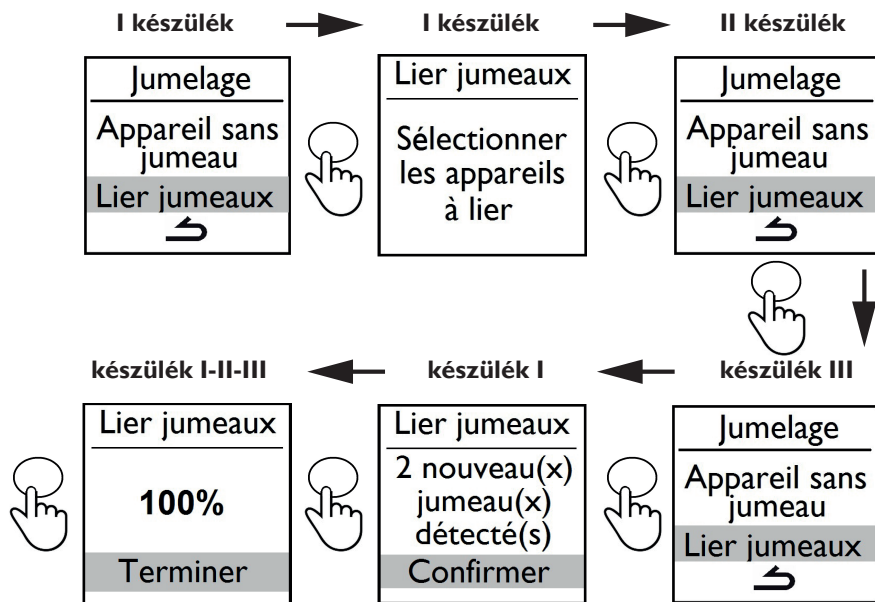 I készülék
Jumelage
Appareil sans
jumeau
Lier jumeaux
I készülék
Lier jumeaux
Sélectionner
les appareils
à lier
II készülék
Jumelage
Appareil sans
jumeau
Lier jumeaux
készülék III
Jumelage
Appareil sans
jumeau
Lier jumeaux
készülék I
Lier jumeaux
2 nouveau(x)
jumeau(x)
détecté(s)
Confirmer
készülék I-II-III
Lier jumeaux
100%
Terminer